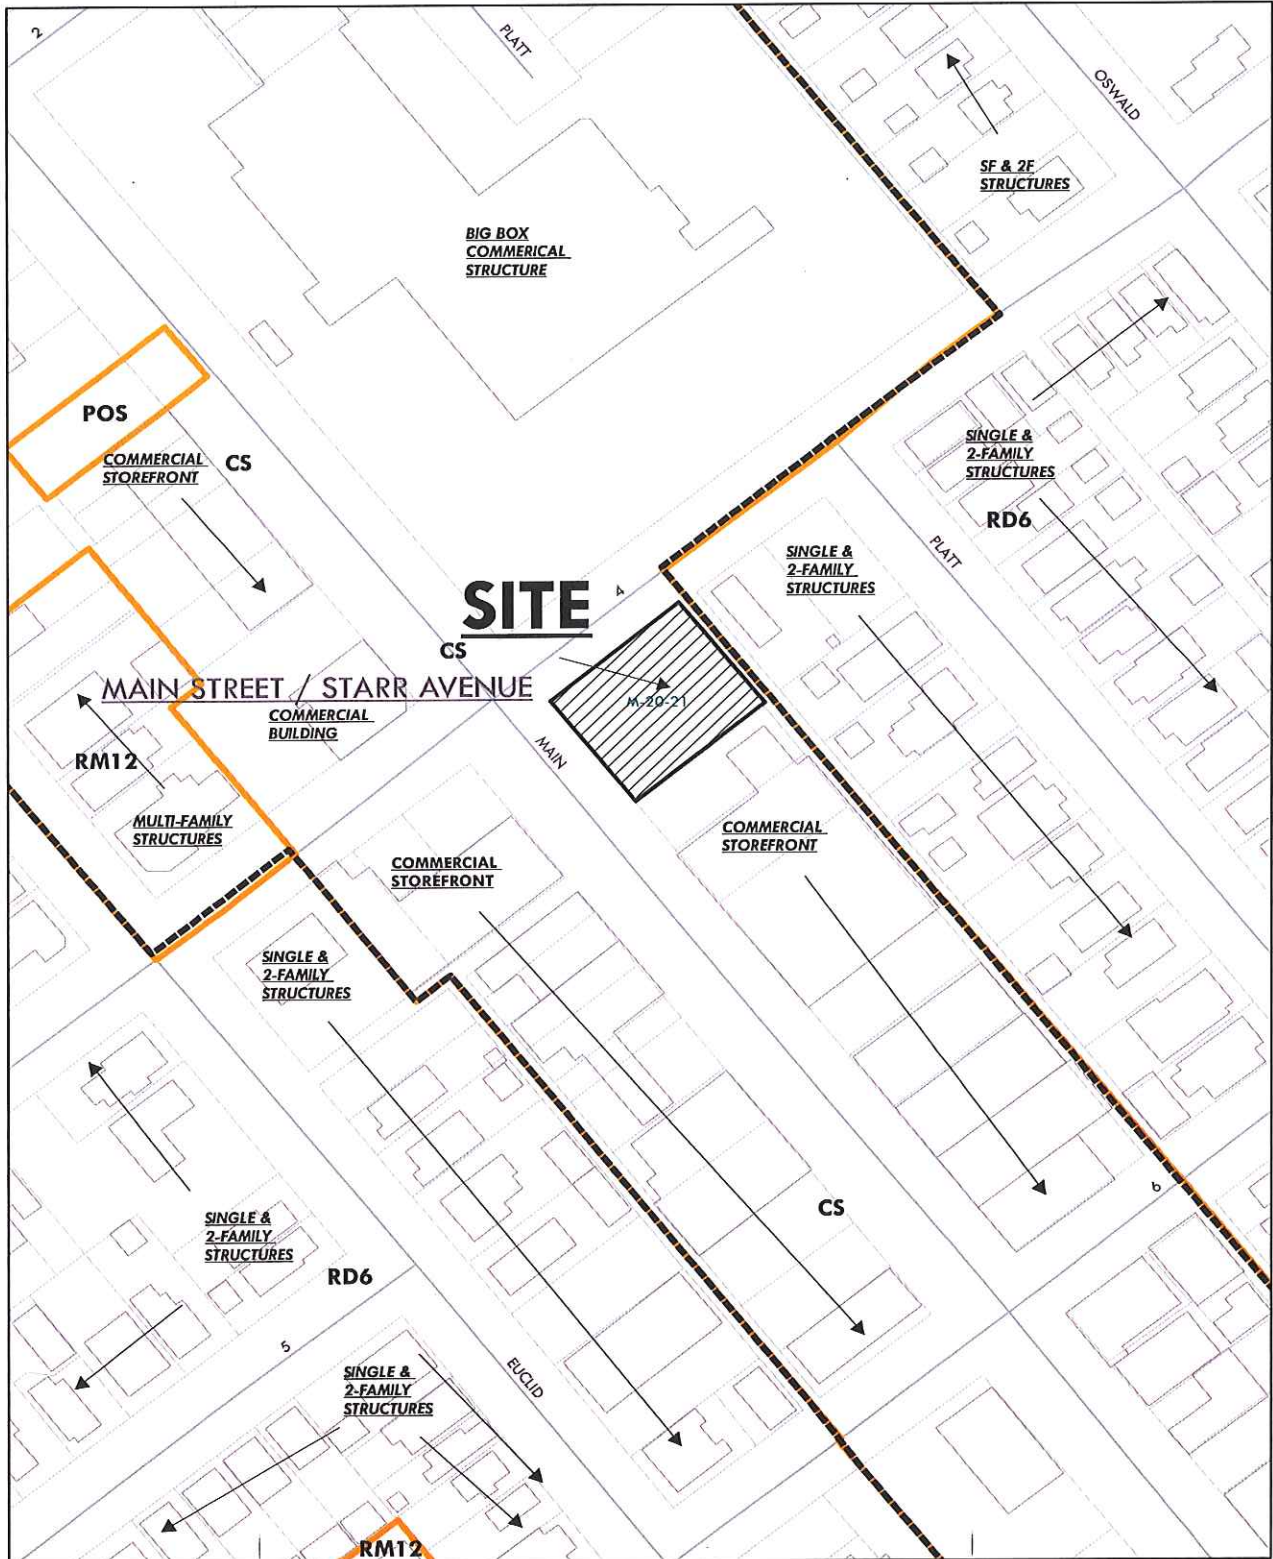 2
PLATT
OSWALD
SF & 2F
STRUCTURES
BIG BOX
COMMERICAL
STRUCTURE
POS
COMMERCIAL
STOREFRONT
CS
SINGLE &
2-FAMILY
STRUCTURES
RD6
PLATT
SINGLE &
2-FAMILY
STRUCTURES
SITE
4
CS
MAIN STREET / STARR AVENUE
M-20-21
COMMERCIAL
BUILDING
MAIN
RM12
MULTI-FAMILY
STRUCTURES
COMMERCIAL
STOREFRONT
COMMERCIAL
STOREFRONT
SINGLE &
2-FAMILY
STRUCTURES
6
CS
SINGLE &
2-FAMILY
STRUCTURES
RD6
5
EUCLID
SINGLE &
2-FAMILY
STRUCTURES
RM12